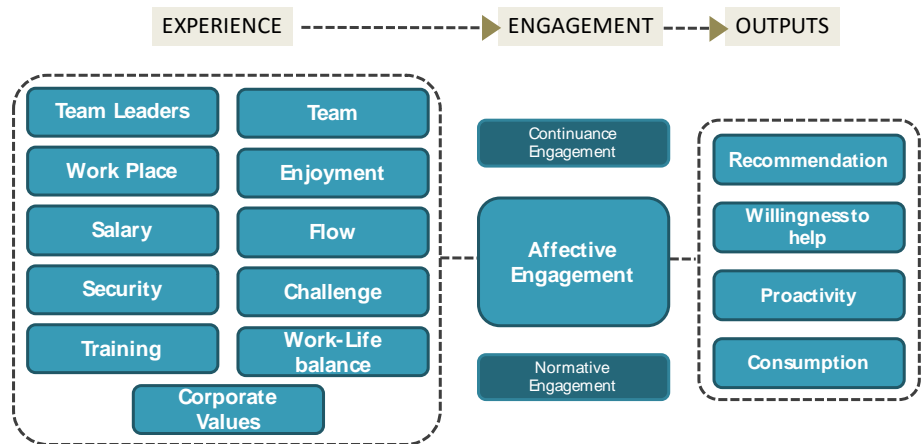 EXPERIENCE
ENGAGEMENT
OUTPUTS
Team Leaders
Team
Work Place
Enjoyment
Salary
Flow
Security
Challenge
Training
Work-Life
balance
Corporate
Values
Continuance
Engagement
Affective
Engagement
Normative
Engagement
Recommendation
Willingness to
help
Proactivity
Consumption